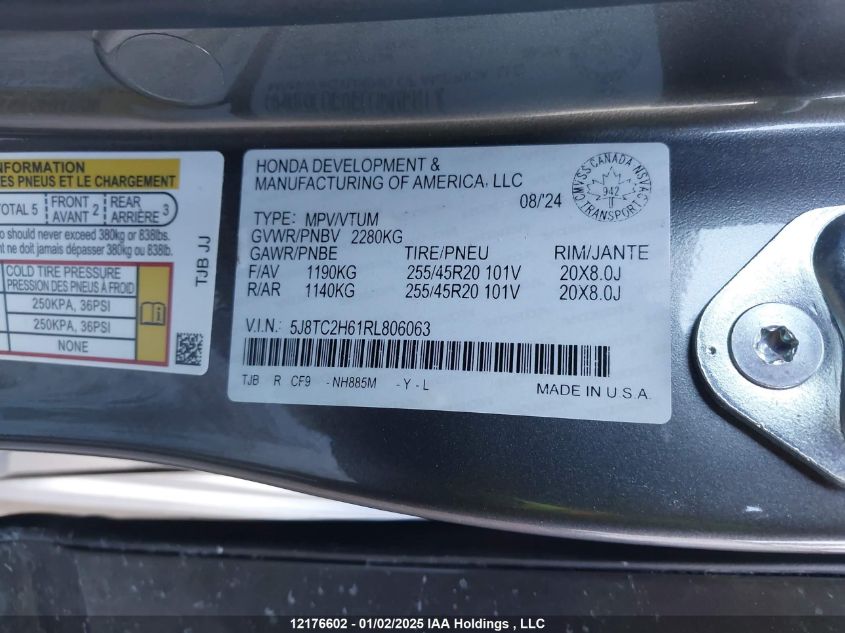 INFORMATION
ES PNEUS ET LE CHARGEMENT
TOTAL 5 FRONT AVANT 2 REAR ARRIÈRE 3
o should never exceed 380kg or 838lbs.
nt ne doit jamais dépasser 380kg ou 838lb.
COLD TIRE PRESSURE
PRESSION DES PNEUS À FROID
250KPA, 36PSI
250KPA, 36PSI
NONE
TJB JJ
HONDA DEVELOPMENT &
MANUFACTURING OF AMERICA, LLC
08/'24
CMVSS CANADA NSVAC
942
TRANSPORT
TYPE: MPV/VTUM
GVWR/PNBV 2280KG
GAWR/PNBE TIRE/PNEU RIM/JANTE
F/AV 1190KG 255/45R20 101V 20X8.0J
R/AR 1140KG 255/45R20 101V 20X8.0J
V.I.N.: 5J8TC2H61RL806063
TJB R CF9 -NH885M -Y-L MADE IN U.S.A.
12176602 - 01/02/2025 IAA Holdings , LLC